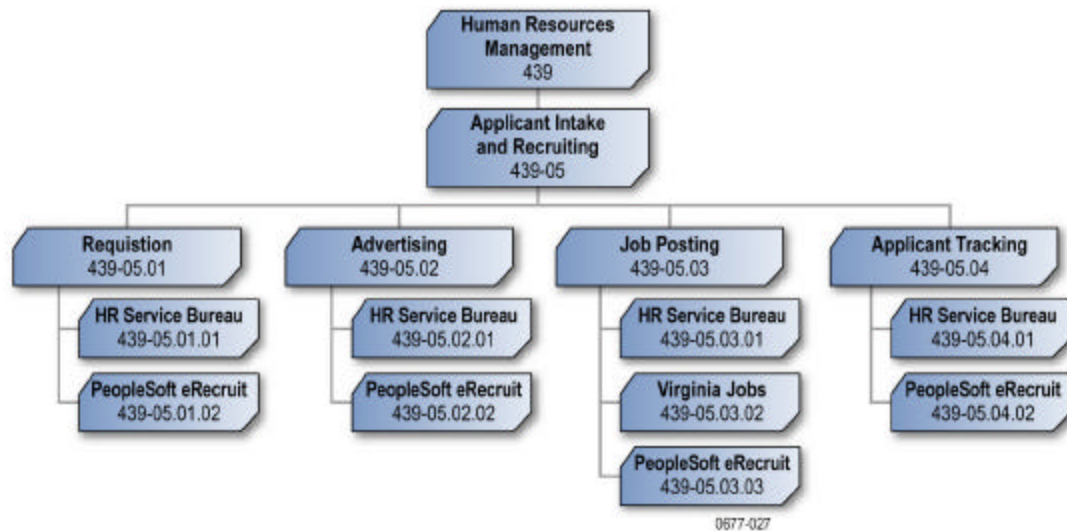 Human Resources
Management
439
Applicant Intake
and Recruiting
439-05
Requistion
439-05.01
HR Service Bureau
439-05.01.01
PeopleSoft eRecruit
439-05.01.02
Advertising
439-05.02
HR Service Bureau
439-05.02.01
PeopleSoft eRecruit
439-05.02.02
Job Posting
439-05.03
HR Service Bureau
439-05.03.01
Virginia Jobs
439-05.03.02
PeopleSoft eRecruit
439-05.03.03
Applicant Tracking
439-05.04
HR Service Bureau
439-05.04.01
PeopleSoft eRecruit
439-05.04.02
0677-027